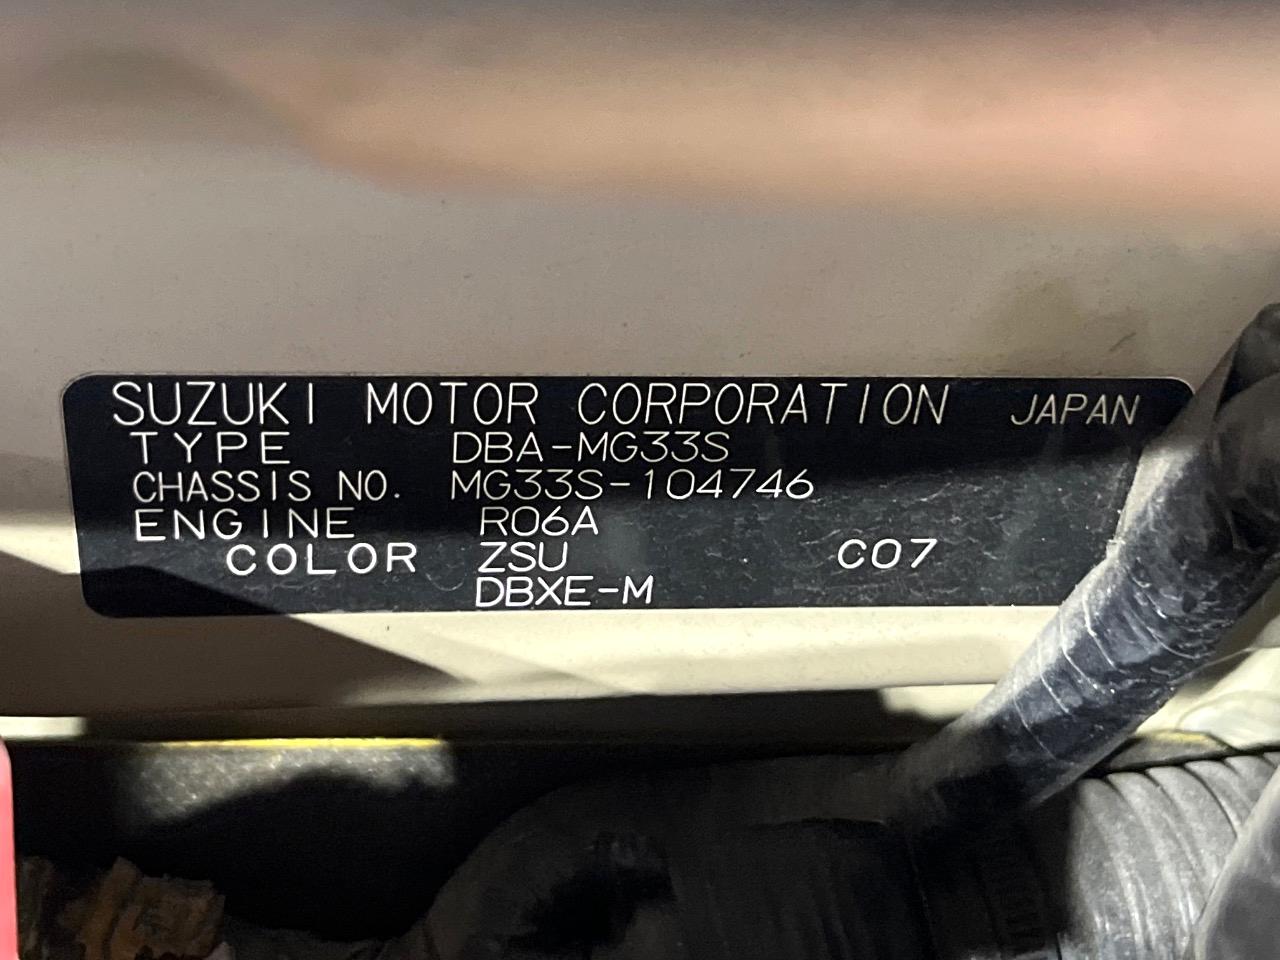 SUZUKI MOTOR CORPORATION JAPAN
TYPE DBA-MG33S
CHASSIS NO. MG33S-104746
ENGINE R06A
COLOR ZSU C07
DBXE-M